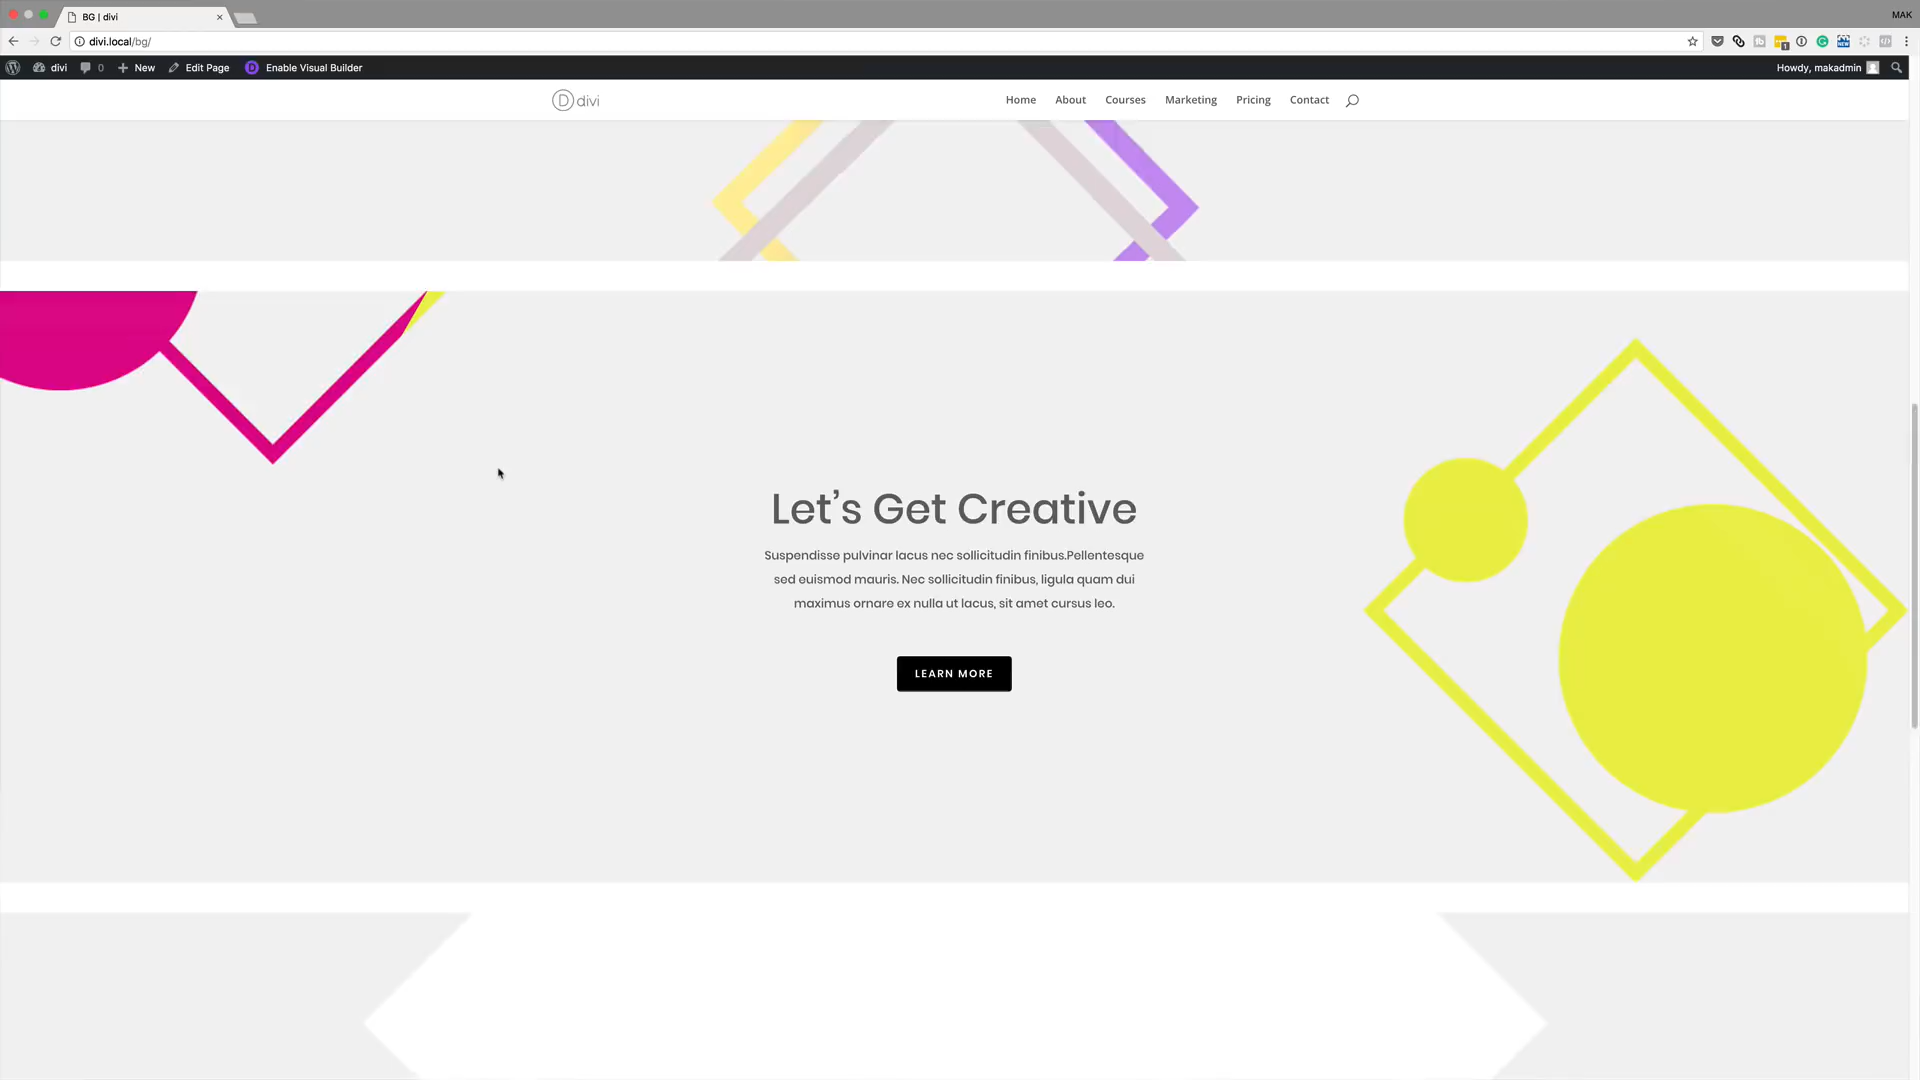 BG | divi
MAK
divi.local/bg/
divi 0 New Edit Page Enable Visual Builder Howdy, makadmin
divi Home About Courses Marketing Pricing Contact
Let’s Get Creative
Suspendisse pulvinar lacus nec sollicitudin finibus.Pellentesque
sed euismod mauris. Nec sollicitudin finibus, ligula quam dui
maximus ornare ex nulla ut lacus, sit amet cursus leo.
LEARN MORE